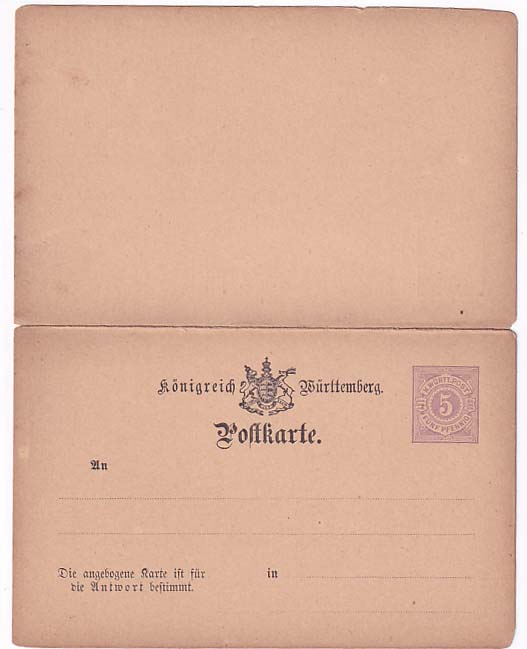 Königreich Württemberg.
K.WÜRTT.POST
5
FÜNF PFENNIG
Postkarte.
An
Die angebogene Karte ist für
die Antwort bestimmt.
in